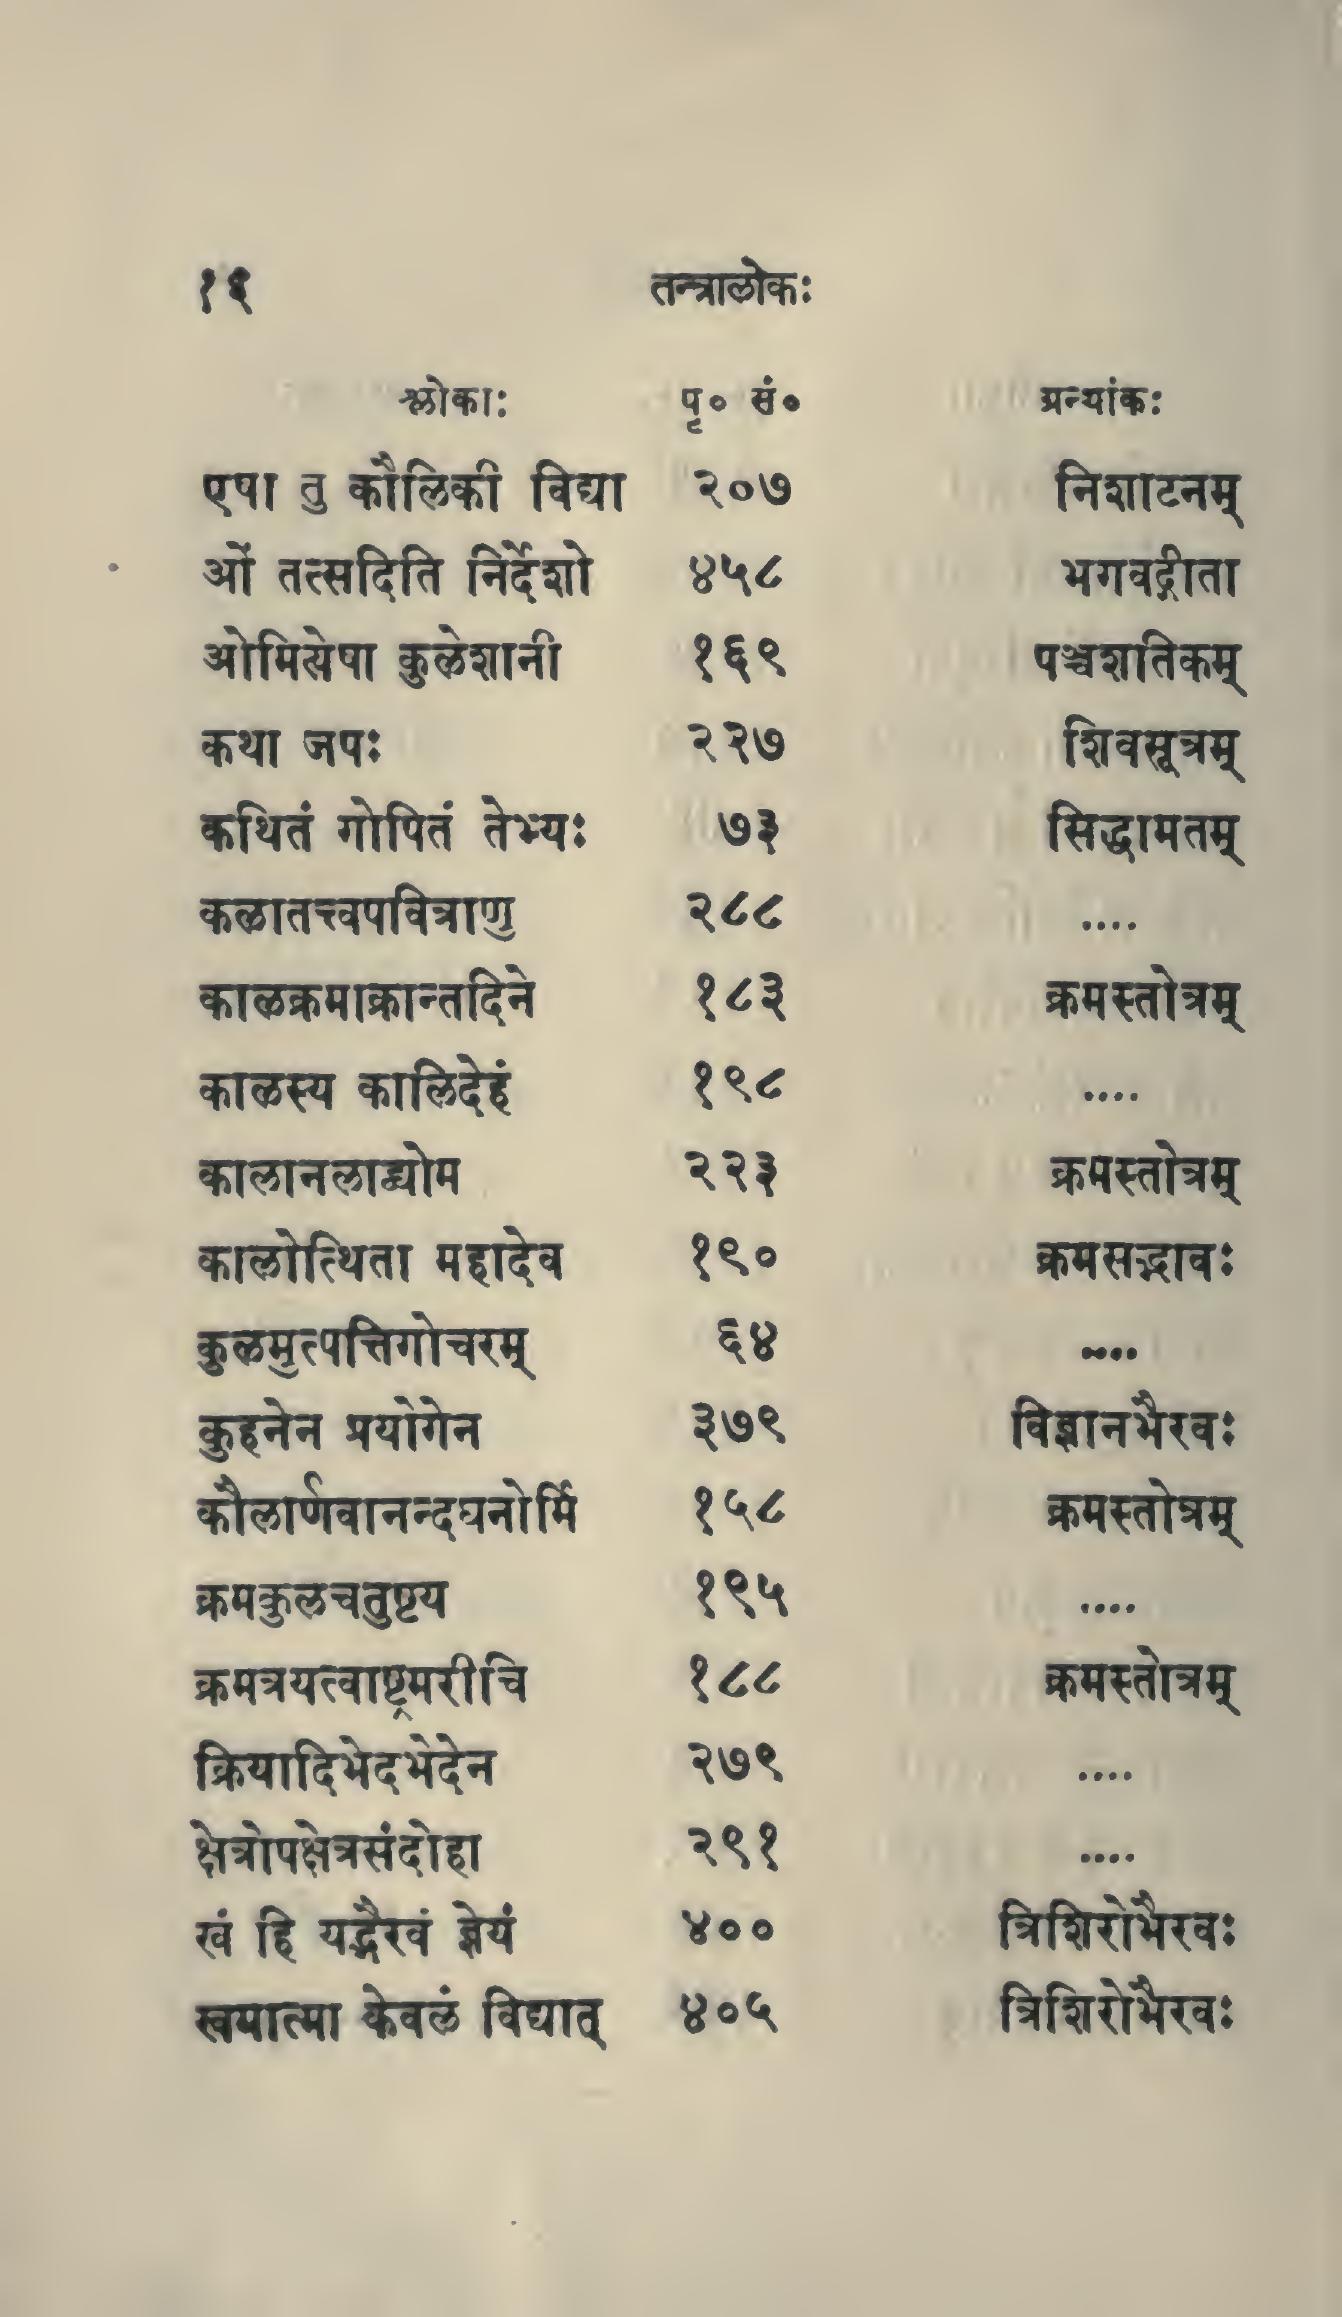 १६ तन्त्रालोकः
श्लोकाः पृ० सं० ग्रन्थांकः
एषा तु कौलिकी विद्या २०७ निशाटनम्
ओं तत्सदिति निर्देशो ४५८ भगवद्गीता
ओमित्येषा कुलेशानी १६९ पञ्चशतिकम्
कथा जपः २२७ शिवसूत्रम्
कथितं गोपितं तेभ्यः ७३ सिद्धामतम्
कलातत्त्वपवित्राणु २८८ ....
कालक्रमाक्रान्तदिने १८३ क्रमस्तोत्रम्
कालस्य कालिदेहं १९८ ....
कालानलाद्व्योम २२३ क्रमस्तोत्रम्
कालोत्थिता महादेव १९० क्रमसद्भावः
कुलमुत्पत्तिगोचरम् ६४ ....
कुहनेन प्रयोगेन ३७९ विज्ञानभैरवः
कौलार्णवानन्दघनोर्मि १५८ क्रमस्तोत्रम्
क्रमकुलचतुष्टय १९५ ....
क्रमत्रयत्वाष्ट्रमरीचि १८८ क्रमस्तोत्रम्
क्रियादिभेदभेदेन २७९ ....
क्षेत्रोपक्षेत्रसंदोहा २९१ ....
खं हि यद्भैरवं ज्ञेयं ४०० त्रिशिरोभैरवः
खयात्मा केवलं विद्यात् ४०५ त्रिशिरोभैरवः